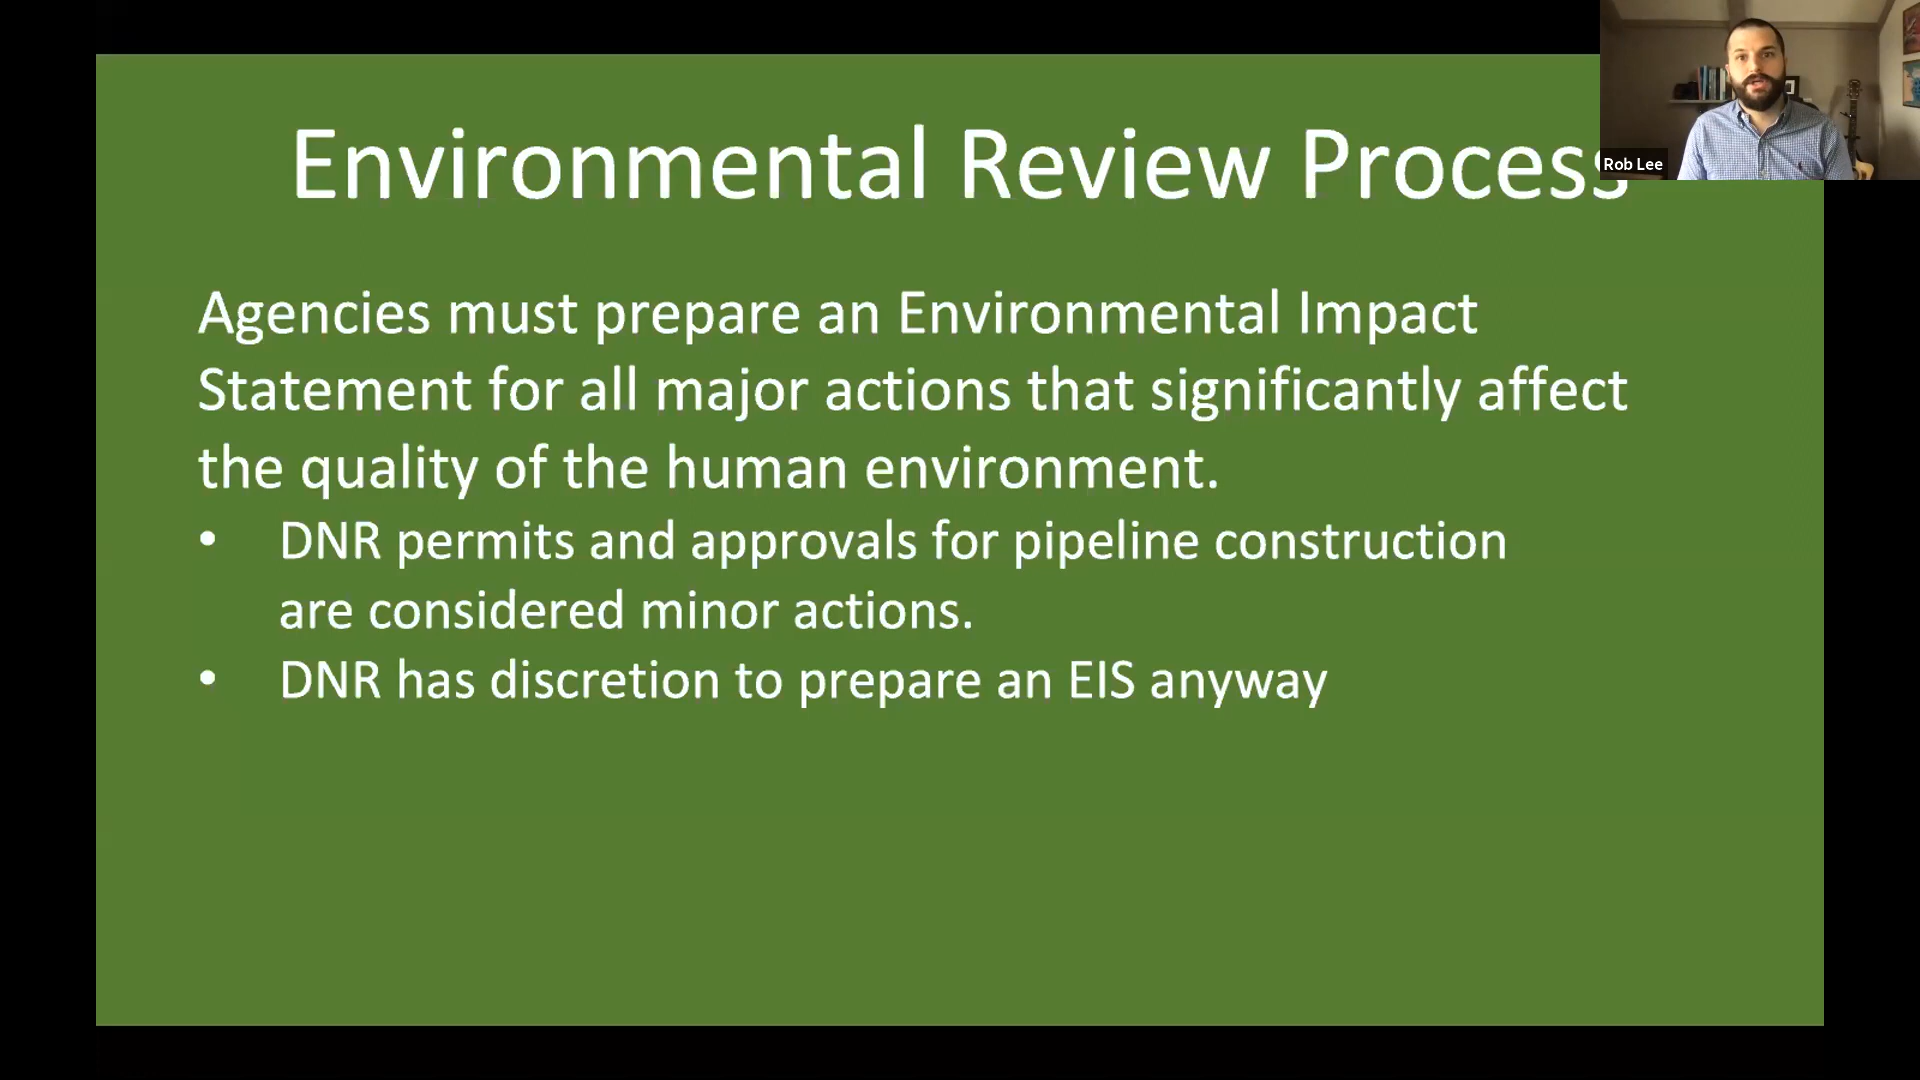 Environmental Review Process
Rob Lee
Agencies must prepare an Environmental Impact
Statement for all major actions that significantly affect
the quality of the human environment.
• DNR permits and approvals for pipeline construction
are considered minor actions.
• DNR has discretion to prepare an EIS anyway